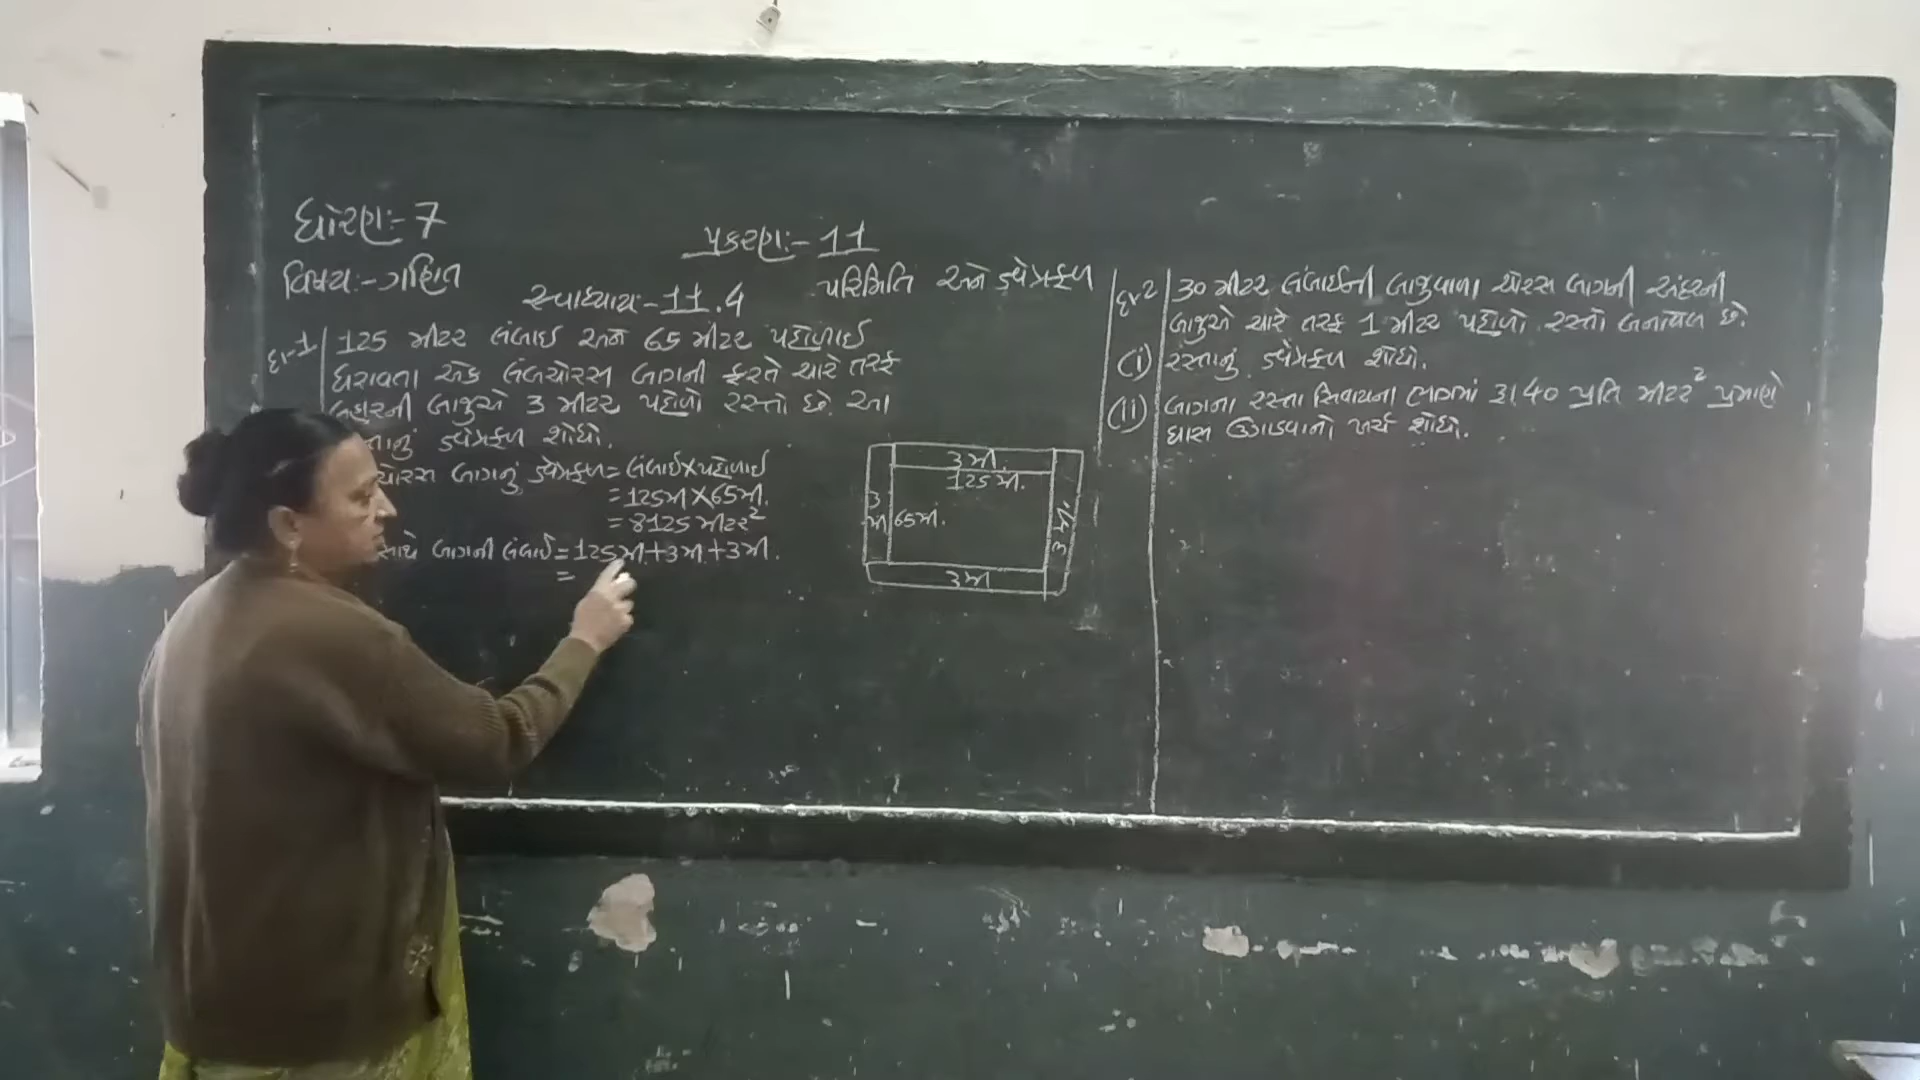 ધોરણ:- 7
પ્રકરણ:- 11
વિષય:- ગણિત
પરિમિતિ અને ક્ષેત્રફળ
સ્વાધ્યાય:- 11.4
દા-1 125 મીટર લંબાઈ અને 65 મીટર પહોળાઈ
ધરાવતા એક લંબચોરસ બાગની ફરતે ચારે તરફ
બહારની બાજુએ 3 મીટર પહોળો રસ્તો છે. આ
ક્ષેત્રફળ શોધો.
બાગનું ક્ષેત્રફળ = લંબાઈ X પહોળાઈ
= 125મી X 65મી.
= 8125 મીટર²
બાગની લંબાઈ = 125મી. + 3મી. + 3મી.
=
3મી.
125મી.
3મી
65મી.
3મી.
3મી
દા-2 30 મીટર લંબાઈની બાજુવાળા ચોરસ બાગની અંદરની
બાજુએ ચારે તરફ 1 મીટર પહોળો રસ્તો બનાવેલ છે.
(i) રસ્તાનું ક્ષેત્રફળ શોધો.
(ii) બાગના રસ્તા સિવાયના ભાગમાં રૂ. 40 પ્રતિ મીટર² પ્રમાણે
ઘાસ ઉગાડવાનો ખર્ચ શોધો.